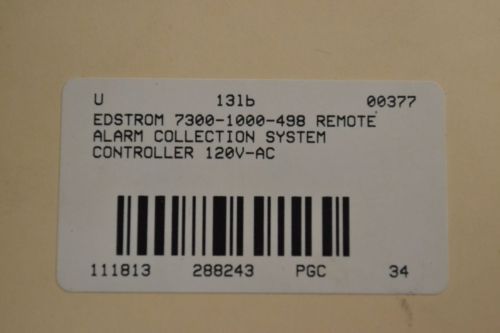 U 131b 00377
EDSTROM 7300-1000-498 REMOTE
ALARM COLLECTION SYSTEM
CONTROLLER 120V-AC
111813 288243 PGC 34